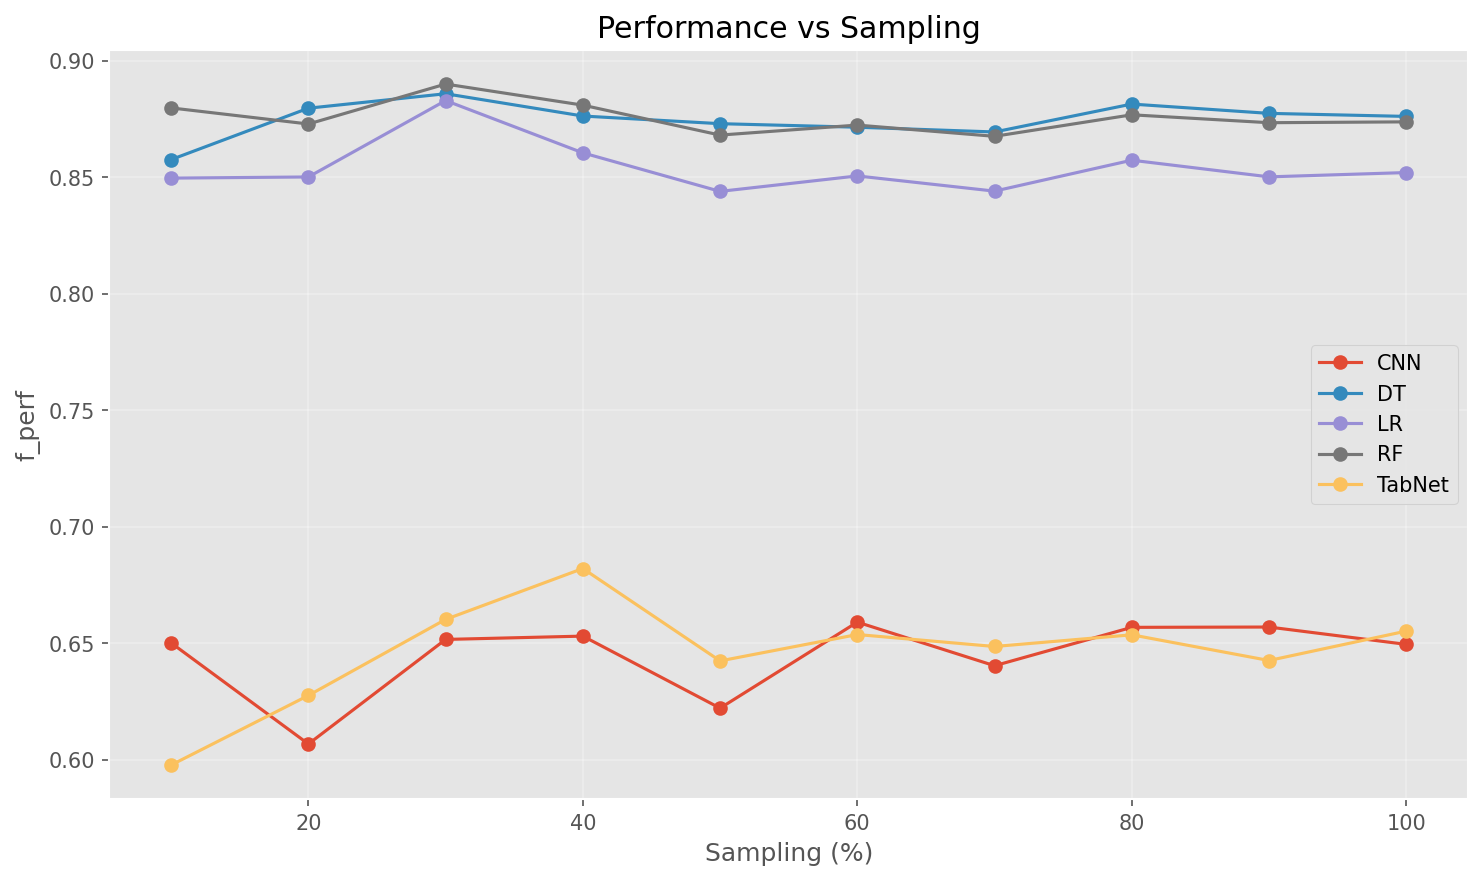 Performance vs Sampling
f_perf
0.90
0.85
0.80
0.75
0.70
0.65
0.60
CNN
DT
LR
RF
TabNet
20 40 60 80 100
Sampling (%)